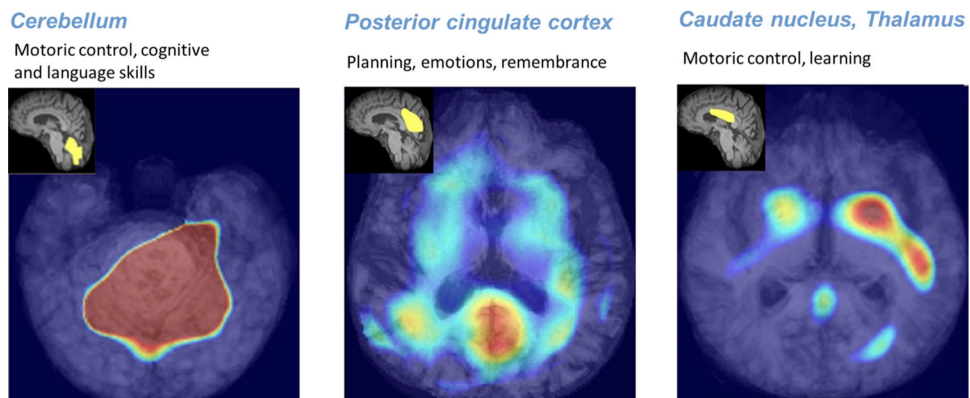 Cerebellum
Motoric control, cognitive
and language skills
Posterior cingulate cortex
Planning, emotions, remembrance
Caudate nucleus, Thalamus
Motoric control, learning